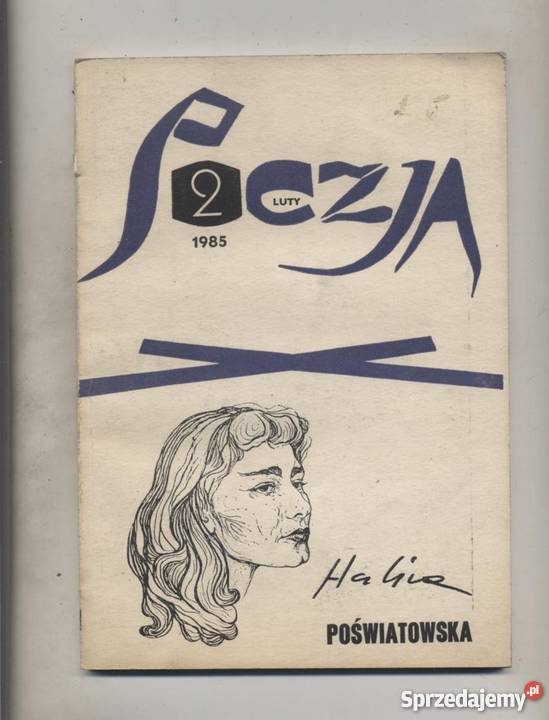 POEZJA
2
LUTY
1985
Halina
POŚWIATOWSKA
Sprzedajemy.pl